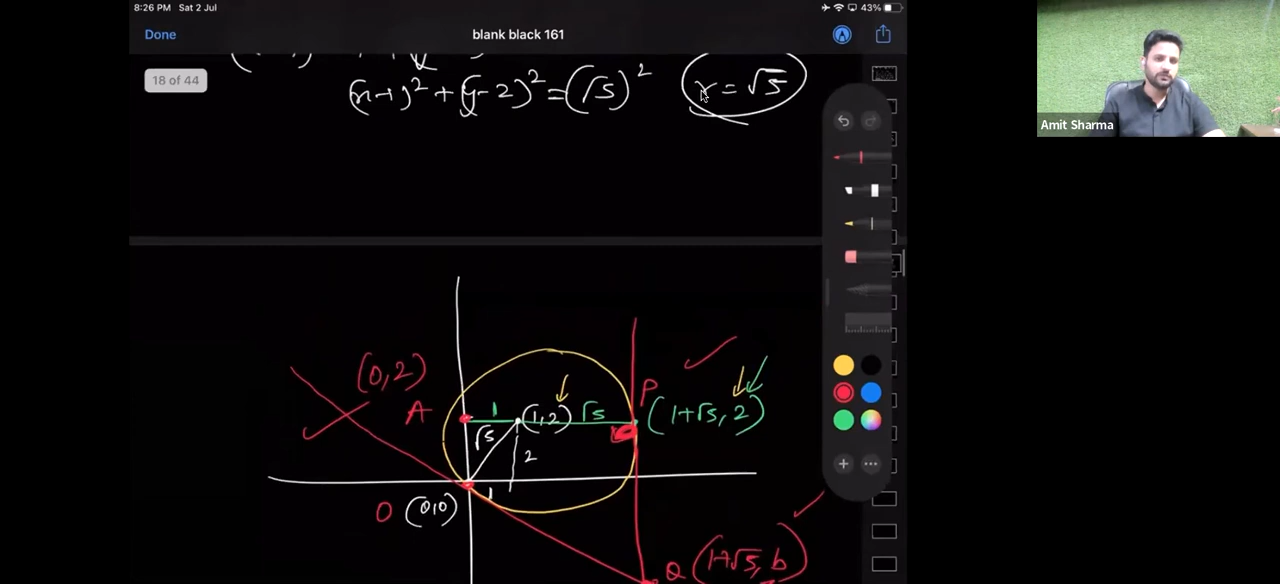 8:26 PM Sat 2 Jul
43%
Done
blank black 161
18 of 44
(x-1)² + (y-2)² = (√5)²
r = √5
Amit Sharma
(0,2)
A
1
(1,2)
√5
P
(1+√5, 2)
√5
2
O
(0,0)
1
Q (1+√5, b)